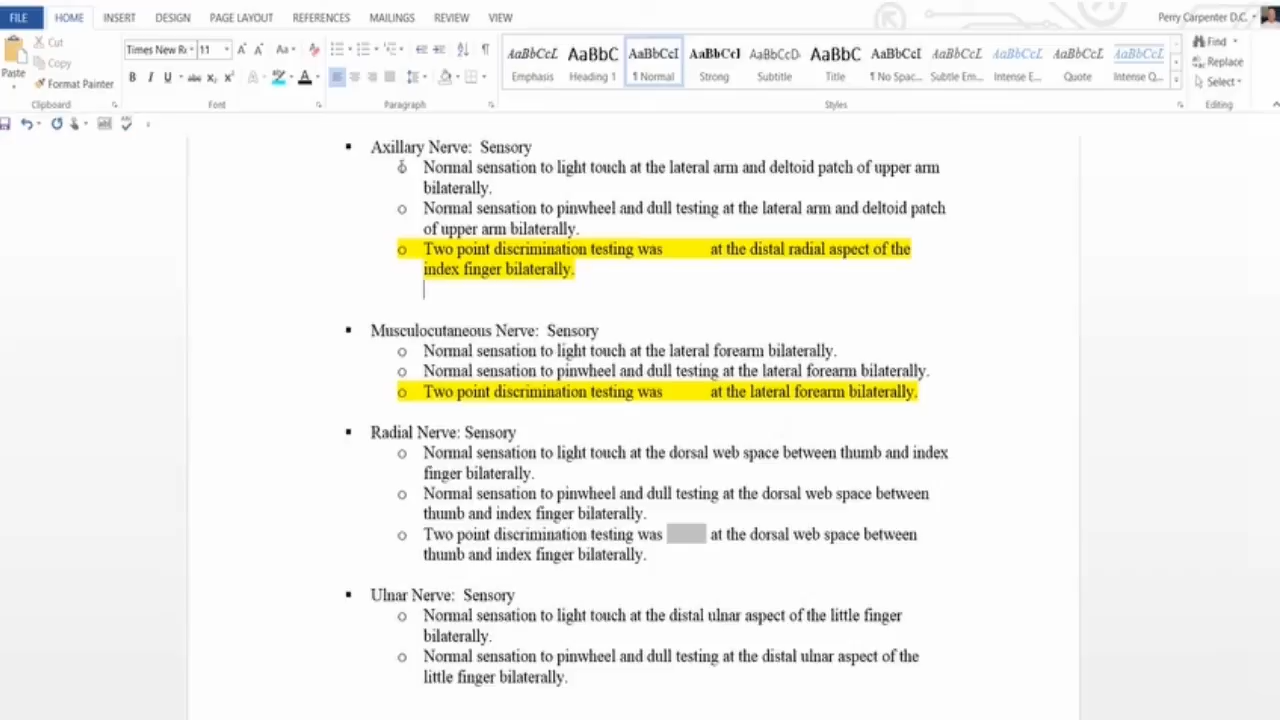 FILE HOME INSERT DESIGN PAGE LAYOUT REFERENCES MAILINGS REVIEW VIEW Perry Carpenter D.C.
Cut
Copy
Format Painter
Paste
Clipboard
Times New Ro 11
Font
Paragraph
AaBbCcL AaBbC AaBbCcI AaBbCcI AaBbCcD AaBbC AaBbCcI AaBbCcL AaBbCcL AaBbCcL AaBbCcL
Emphasis Heading 1 ¶ Normal Strong Subtitle Title ¶ No Spac... Subtle Em... Intense E... Quote Intense Q...
Styles
Find
Replace
Select
Editing
▪ Axillary Nerve:  Sensory
o Normal sensation to light touch at the lateral arm and deltoid patch of upper arm
bilaterally.
o Normal sensation to pinwheel and dull testing at the lateral arm and deltoid patch
of upper arm bilaterally.
o Two point discrimination testing was at the distal radial aspect of the
index finger bilaterally.
▪ Musculocutaneous Nerve:  Sensory
o Normal sensation to light touch at the lateral forearm bilaterally.
o Normal sensation to pinwheel and dull testing at the lateral forearm bilaterally.
o Two point discrimination testing was at the lateral forearm bilaterally.
▪ Radial Nerve: Sensory
o Normal sensation to light touch at the dorsal web space between thumb and index
finger bilaterally.
o Normal sensation to pinwheel and dull testing at the dorsal web space between
thumb and index finger bilaterally.
o Two point discrimination testing was at the dorsal web space between
thumb and index finger bilaterally.
▪ Ulnar Nerve:  Sensory
o Normal sensation to light touch at the distal ulnar aspect of the little finger
bilaterally.
o Normal sensation to pinwheel and dull testing at the distal ulnar aspect of the
little finger bilaterally.